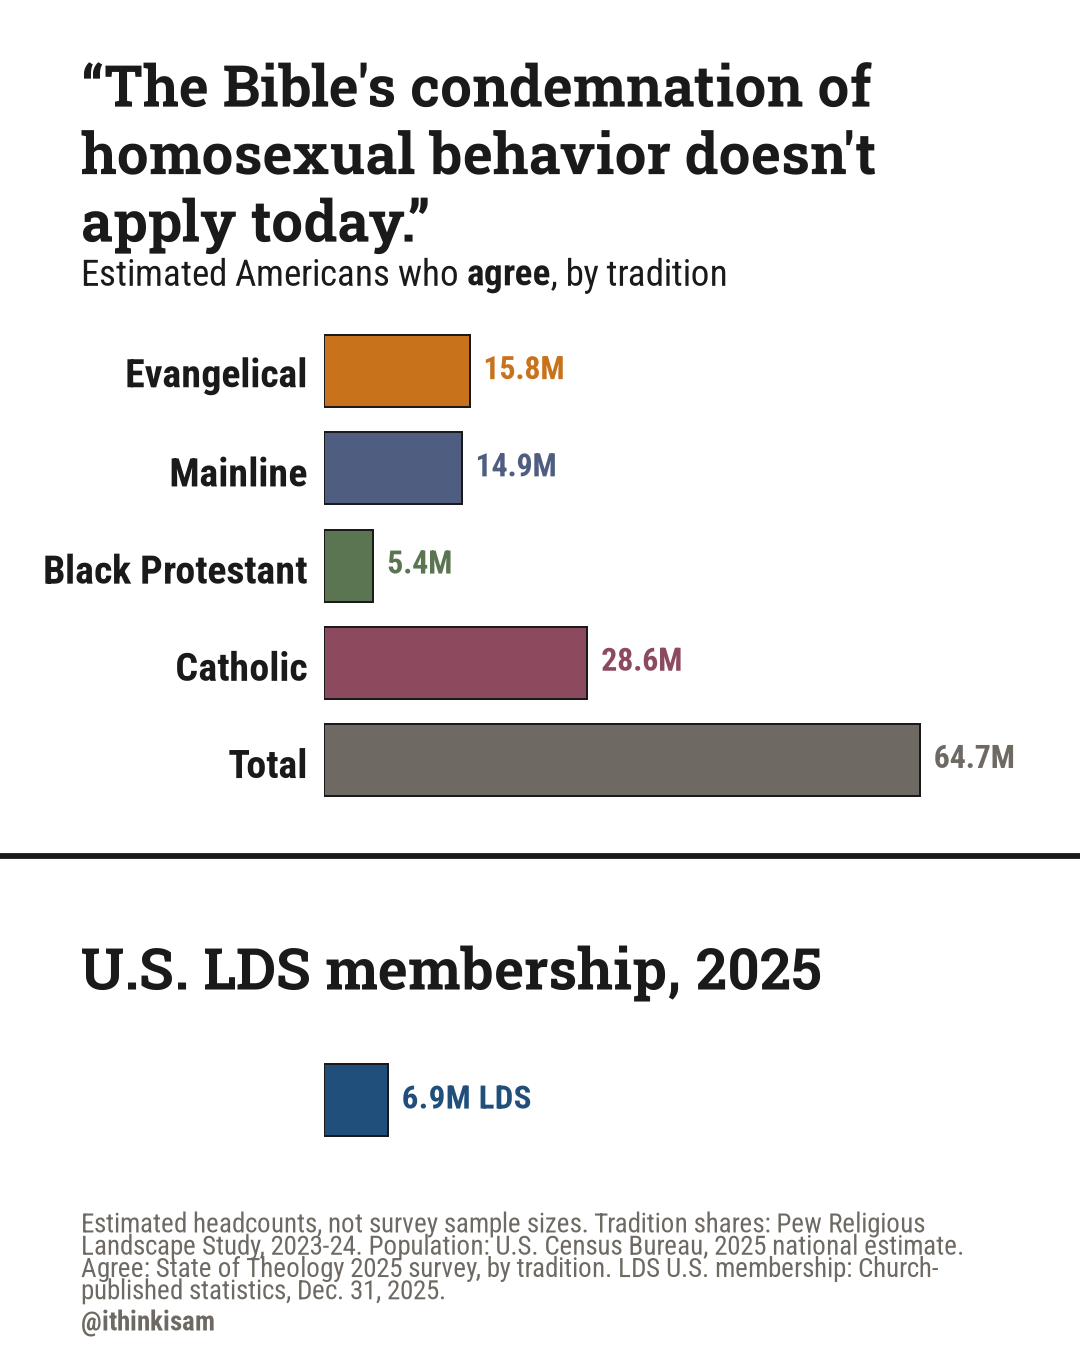 “The Bible's condemnation of
homosexual behavior doesn't
apply today.”
Estimated Americans who agree, by tradition
Evangelical 15.8M
Mainline 14.9M
Black Protestant 5.4M
Catholic 28.6M
Total 64.7M
U.S. LDS membership, 2025
6.9M LDS
Estimated headcounts, not survey sample sizes. Tradition shares: Pew Religious
Landscape Study, 2023-24. Population: U.S. Census Bureau, 2025 national estimate.
Agree: State of Theology 2025 survey, by tradition. LDS U.S. membership: Church-
published statistics, Dec. 31, 2025.
@ithinkisam